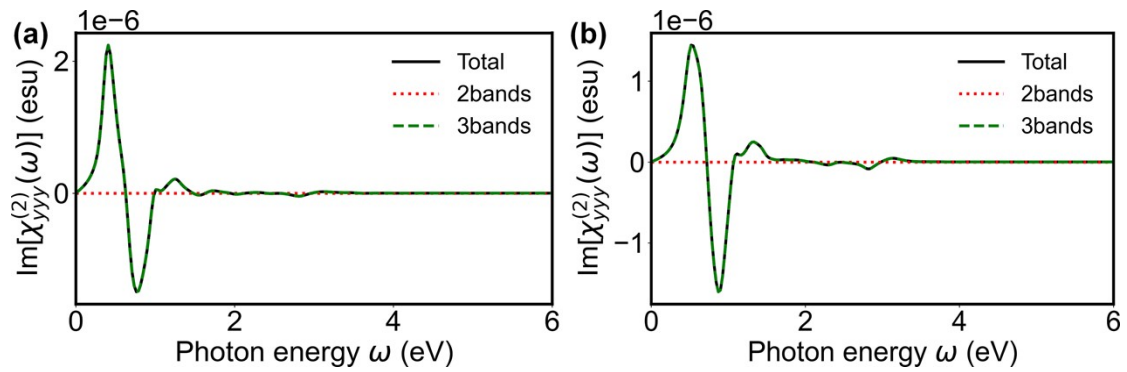 (a)
1e−6
2
0
Im[χ^{(2)}_{yyy}(ω)] (esu)
Total
2bands
3bands
0 2 4 6
Photon energy ω (eV)
(b)
1e−6
1
0
−1
Im[χ^{(2)}_{yyy}(ω)] (esu)
Total
2bands
3bands
0 2 4 6
Photon energy ω (eV)